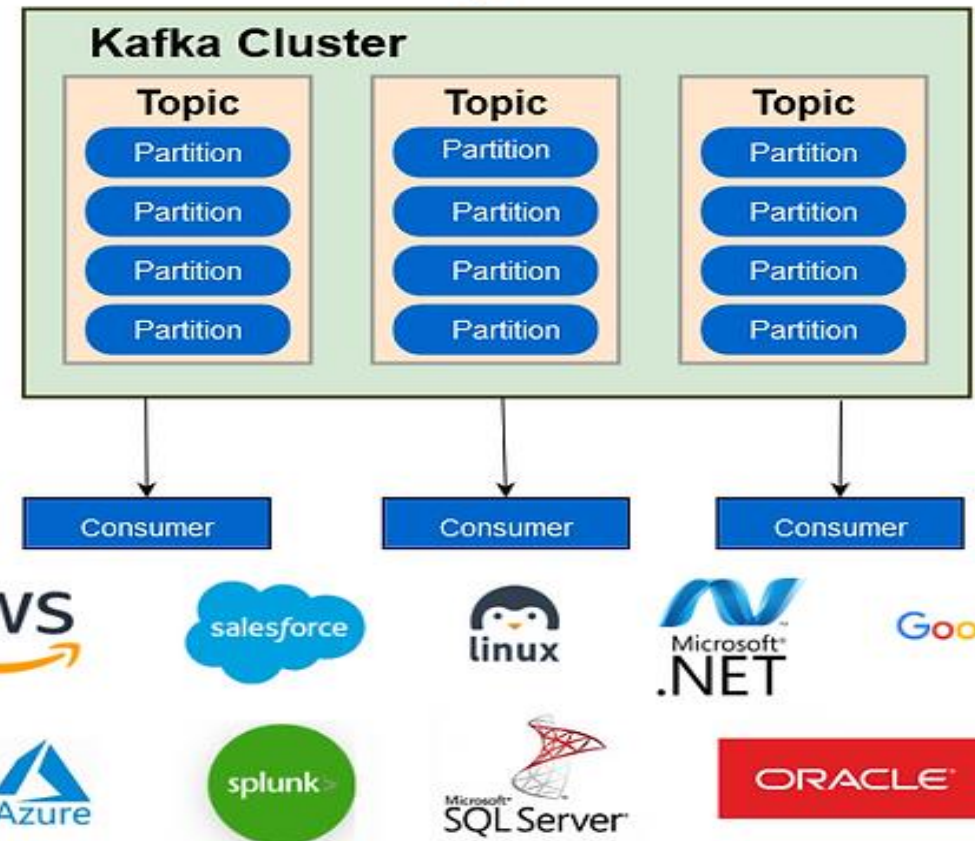 Kafka Cluster
Topic Topic Topic
Partition Partition Partition
Partition Partition Partition
Partition Partition Partition
Partition Partition Partition
Consumer Consumer Consumer
salesforce
linux
Microsoft®
.NET
Azure
splunk>
Microsoft®
SQL Server®
ORACLE®